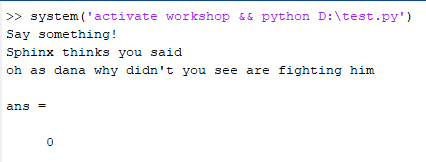 >> system('activate workshop && python D:\test.py')
Say something!
Sphinx thinks you said
oh as dana why didn't you see are fighting him
ans =
0